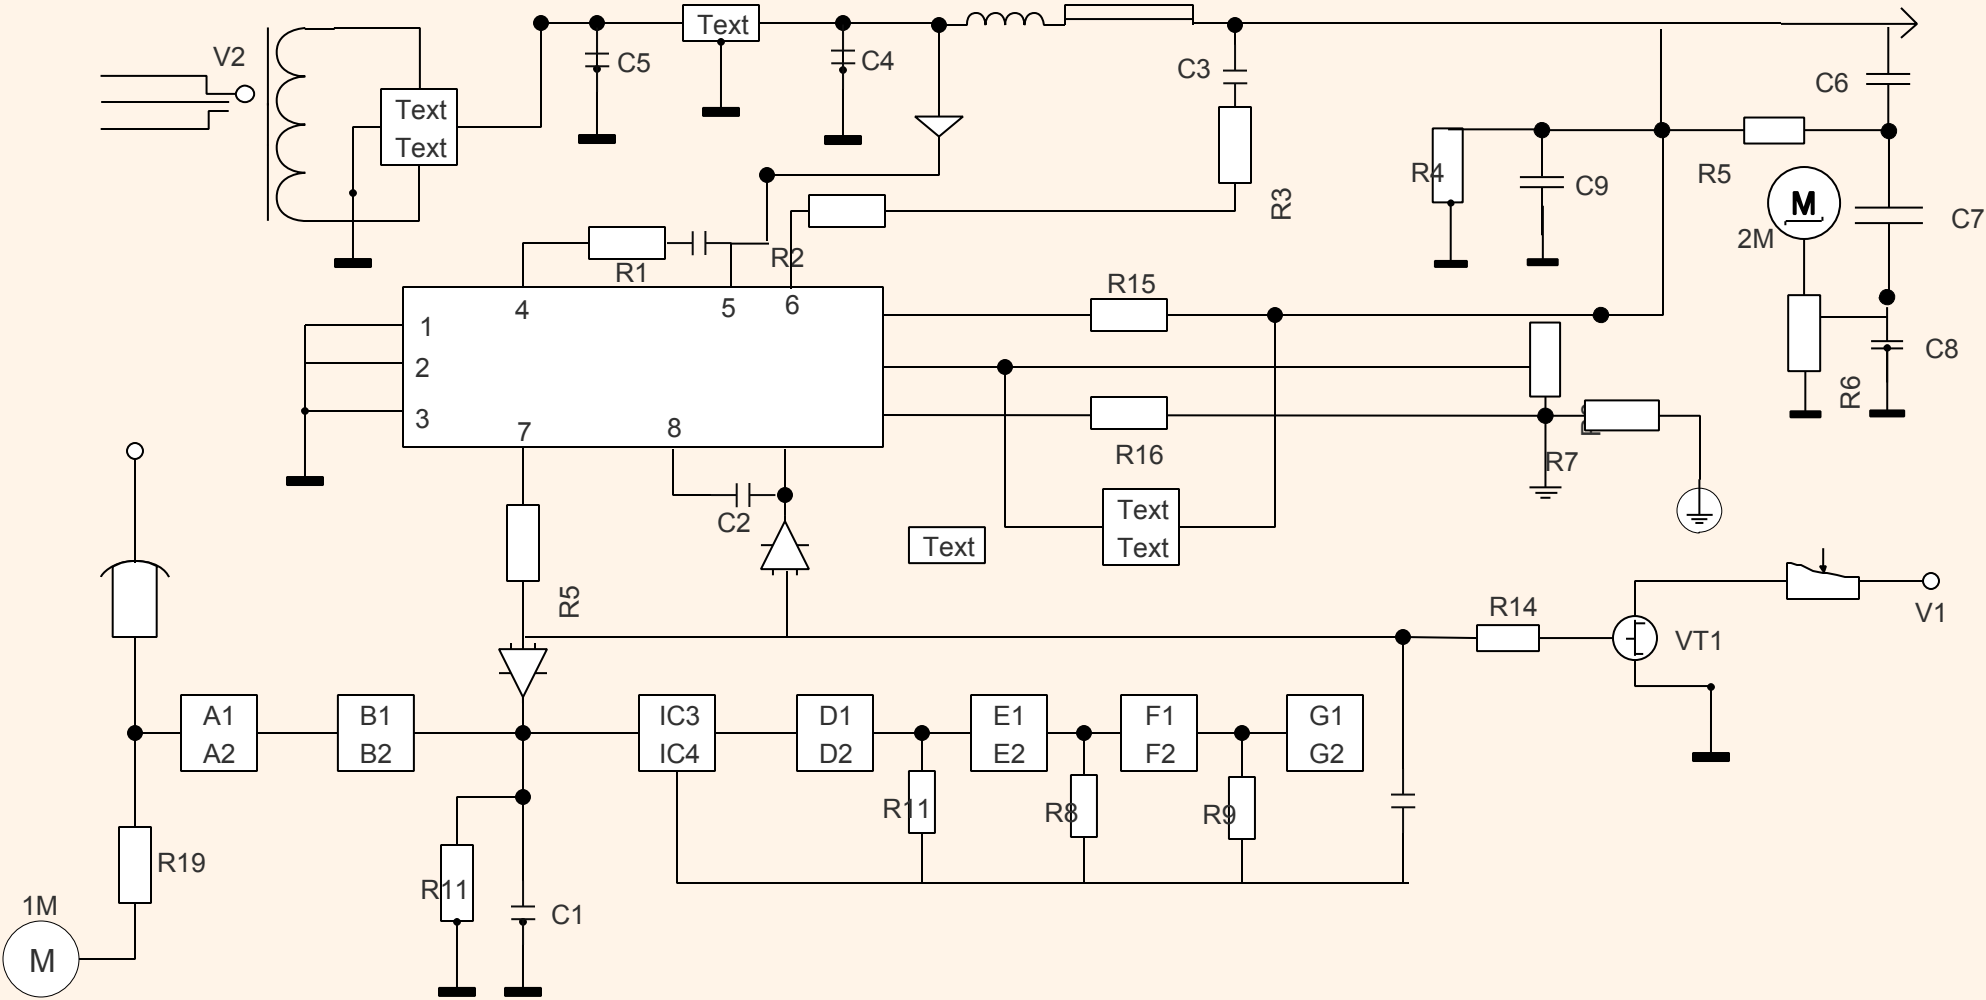 V2
Text
Text
C5
Text
C4
C3
R3
R4
C9
R5
C6
M
2M
C7
R6
C8
R1
R2
4
5
6
1
2
3
7
8
R15
R16
R7
C2
Text
Text
Text
R5
R14
VT1
V1
A1
A2
B1
B2
IC3
IC4
D1
D2
E1
E2
F1
F2
G1
G2
R11
R8
R9
R19
1M
M
R11
C1